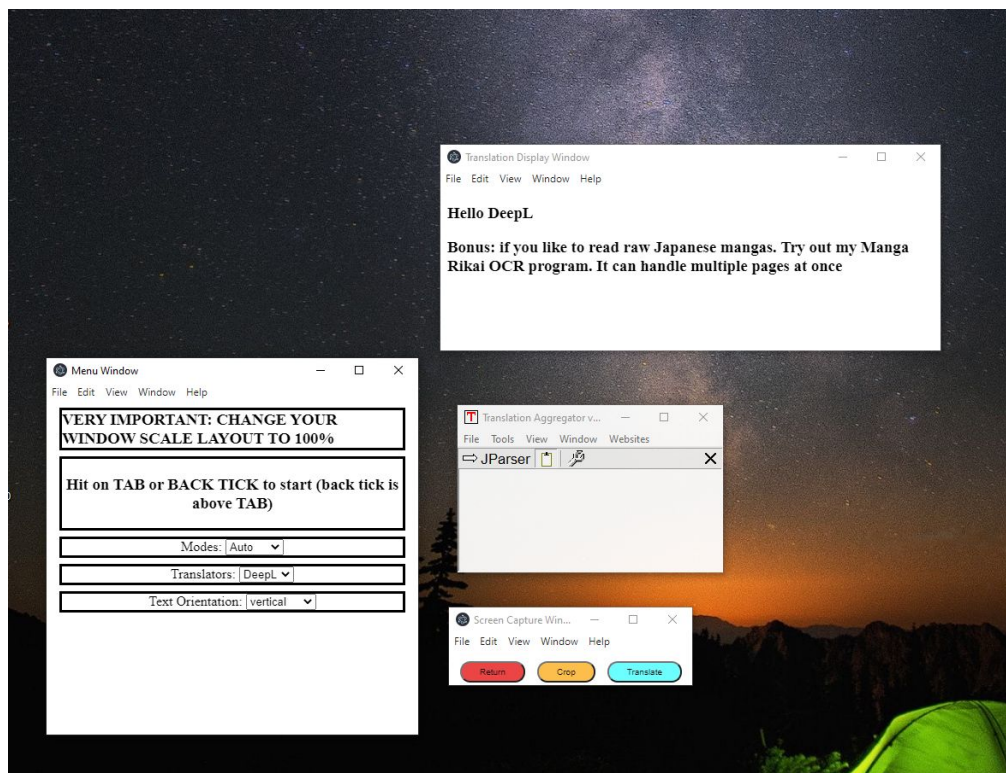 Translation Display Window
File Edit View Window Help
Hello DeepL
Bonus: if you like to read raw Japanese mangas. Try out my Manga
Rikai OCR program. It can handle multiple pages at once
Menu Window
File Edit View Window Help
VERY IMPORTANT: CHANGE YOUR
WINDOW SCALE LAYOUT TO 100%
Hit on TAB or BACK TICK to start (back tick is
above TAB)
Modes: Auto
Translators: DeepL
Text Orientation: vertical
T Translation Aggregator v...
File Tools View Window Websites
JParser
Screen Capture Win...
File Edit View Window Help
Return Crop Translate